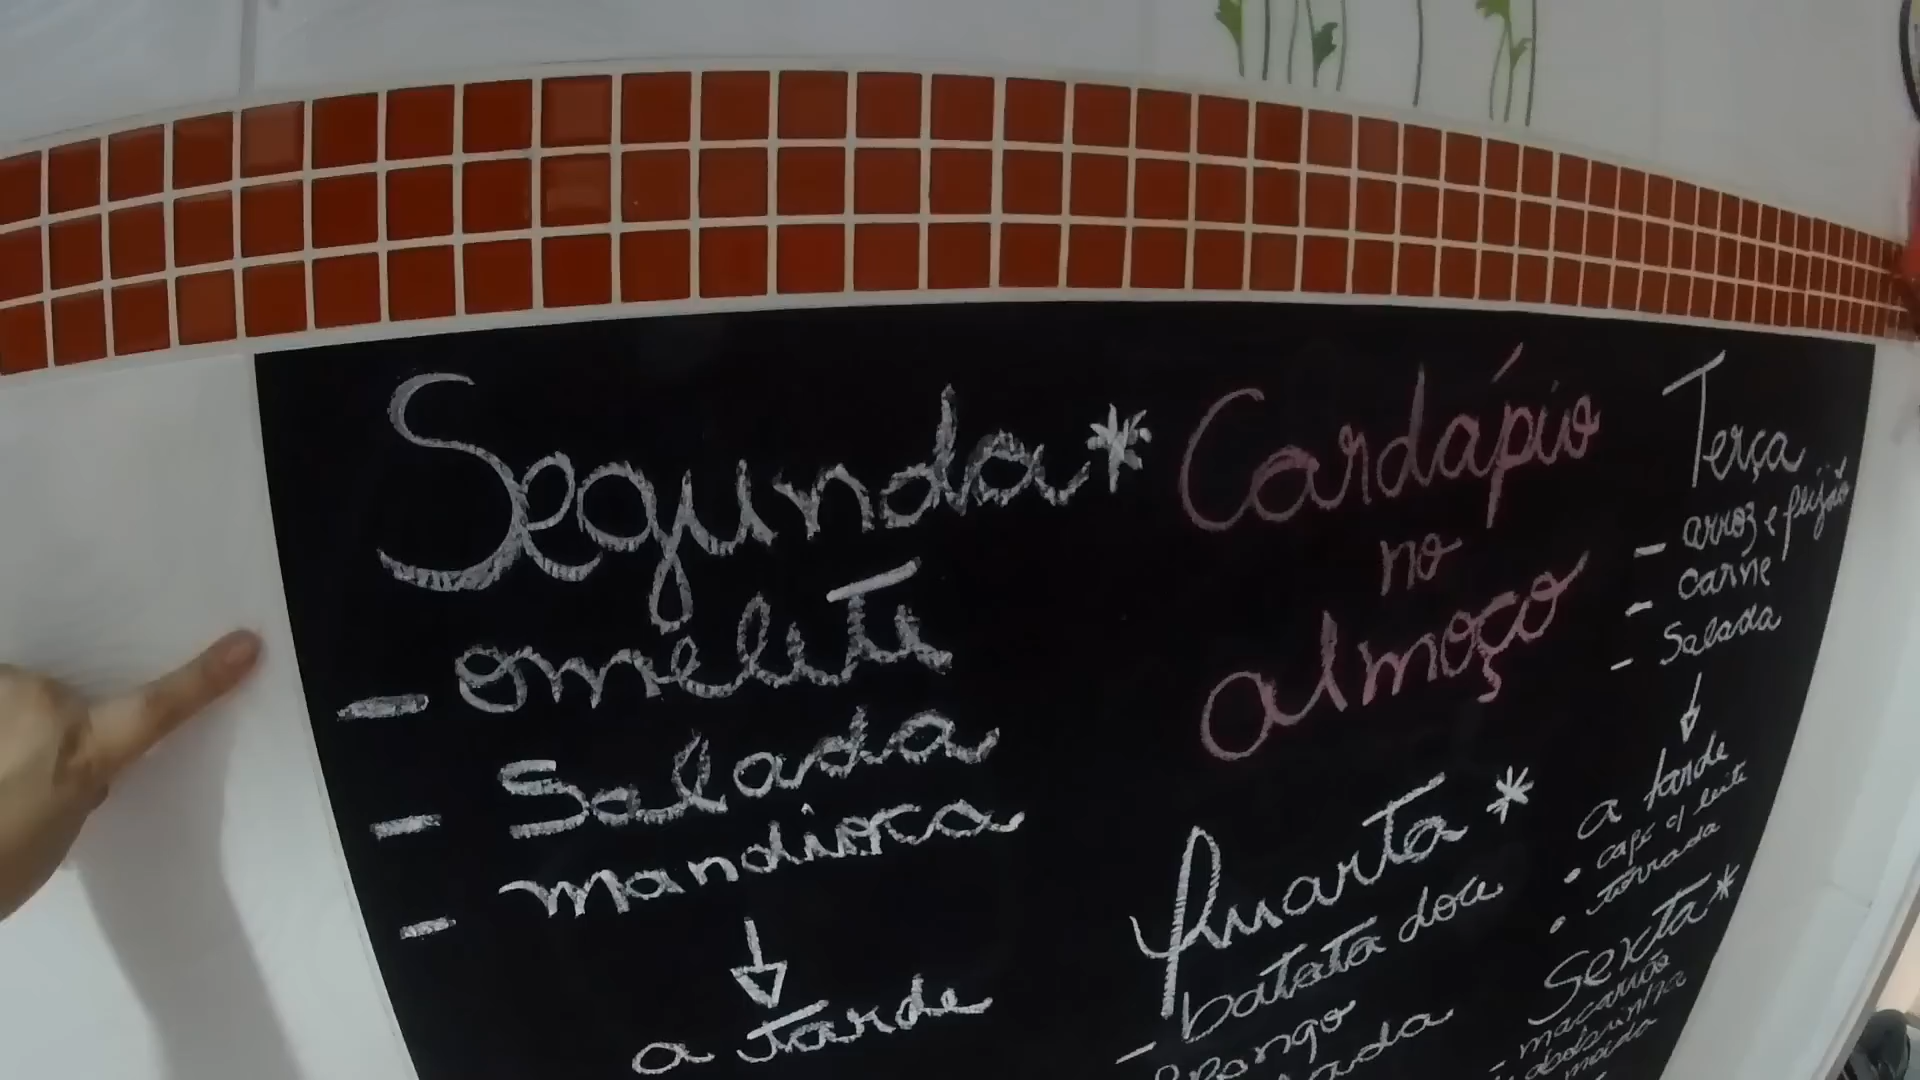 Segunda*
- omelete
- Salada
- mandioca
a tarde
Cardápio
no
almoço
Terça
- arroz e feijão
- carne
- Salada
a tarde
• café c/ leite
• torrada
Quarta*
- batata doce
Frango
Sexta*
- macarrão